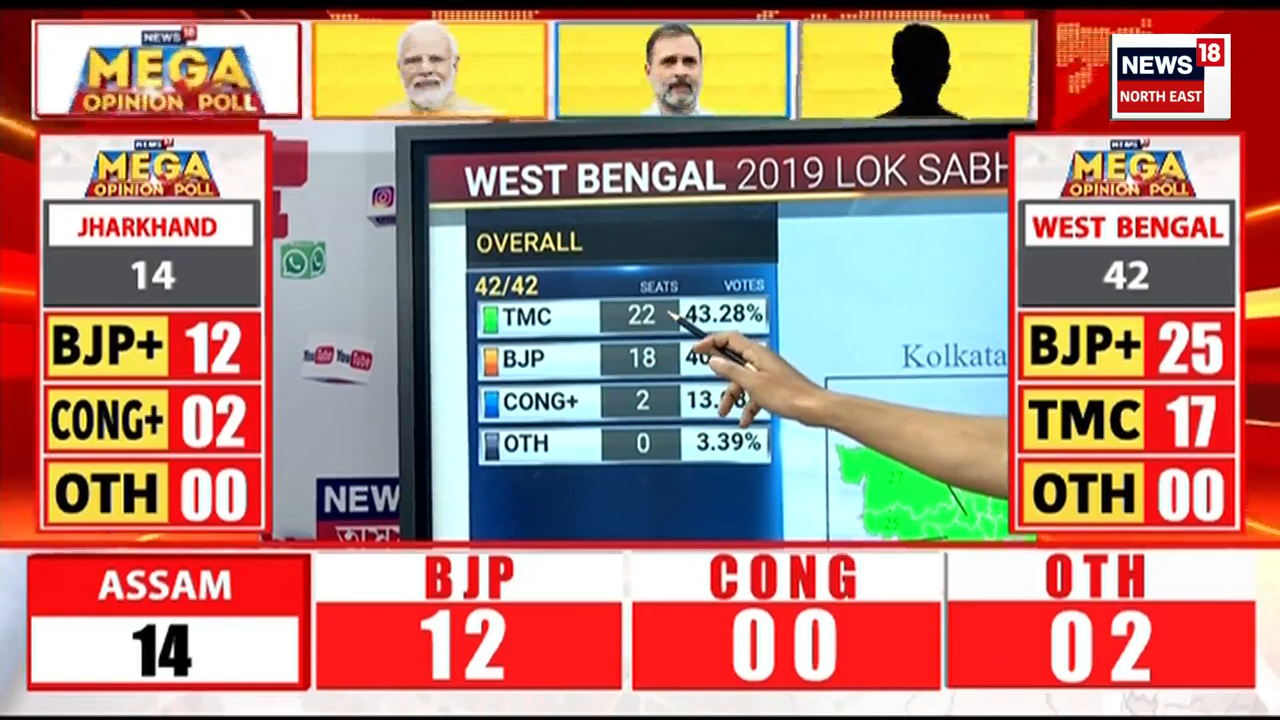 NEWS 18
MEGA
OPINION POLL
NEWS 18
NORTH EAST
NEWS 18
MEGA
OPINION POLL
JHARKHAND
14
BJP+ 12
CONG+ 02
OTH 00
WEST BENGAL 2019 LOK SABH
OVERALL
42/42 SEATS VOTES
TMC 22 43.28%
BJP 18
CONG+ 2
OTH 0 3.39%
Kolkata
YouTube YouTube
NEW
NEWS 18
MEGA
OPINION POLL
WEST BENGAL
42
BJP+ 25
TMC 17
OTH 00
ASSAM
14
BJP
12
CONG
00
OTH
02